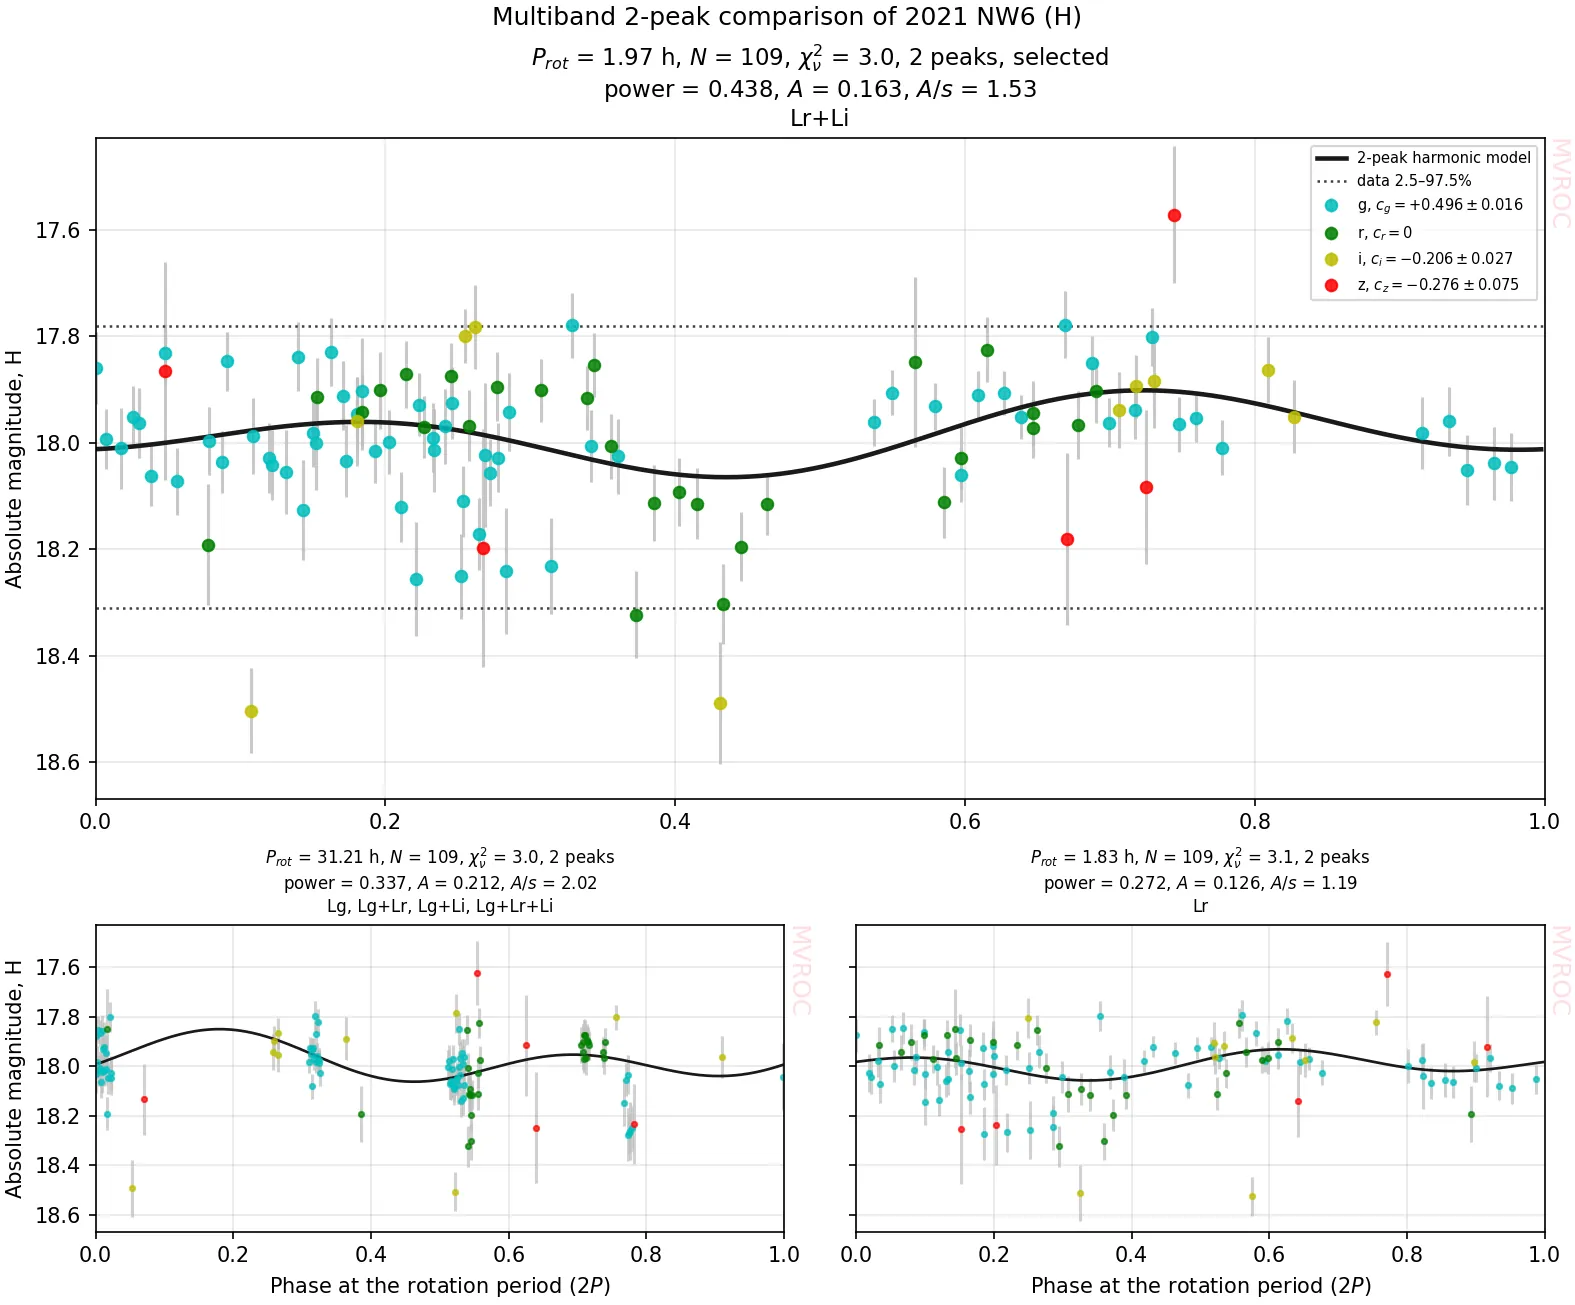 Multiband 2-peak comparison of 2021 NW6 (H)
P_rot = 1.97 h, N = 109, χ²_ν = 3.0, 2 peaks, selected
power = 0.438, A = 0.163, A/s = 1.53
Lr+Li
MVROC
2-peak harmonic model
data 2.5–97.5%
g, c_g = +0.496 ± 0.016
r, c_r = 0
i, c_i = −0.206 ± 0.027
z, c_z = −0.276 ± 0.075
Absolute magnitude, H
17.6
17.8
18.0
18.2
18.4
18.6
0.0 0.2 0.4 0.6 0.8 1.0
P_rot = 31.21 h, N = 109, χ²_ν = 3.0, 2 peaks
power = 0.337, A = 0.212, A/s = 2.02
Lg, Lg+Lr, Lg+Li, Lg+Lr+Li
MVROC
Absolute magnitude, H
17.6
17.8
18.0
18.2
18.4
18.6
0.0 0.2 0.4 0.6 0.8 1.0
Phase at the rotation period (2P)
P_rot = 1.83 h, N = 109, χ²_ν = 3.1, 2 peaks
power = 0.272, A = 0.126, A/s = 1.19
Lr
MVROC
0.0 0.2 0.4 0.6 0.8 1.0
Phase at the rotation period (2P)